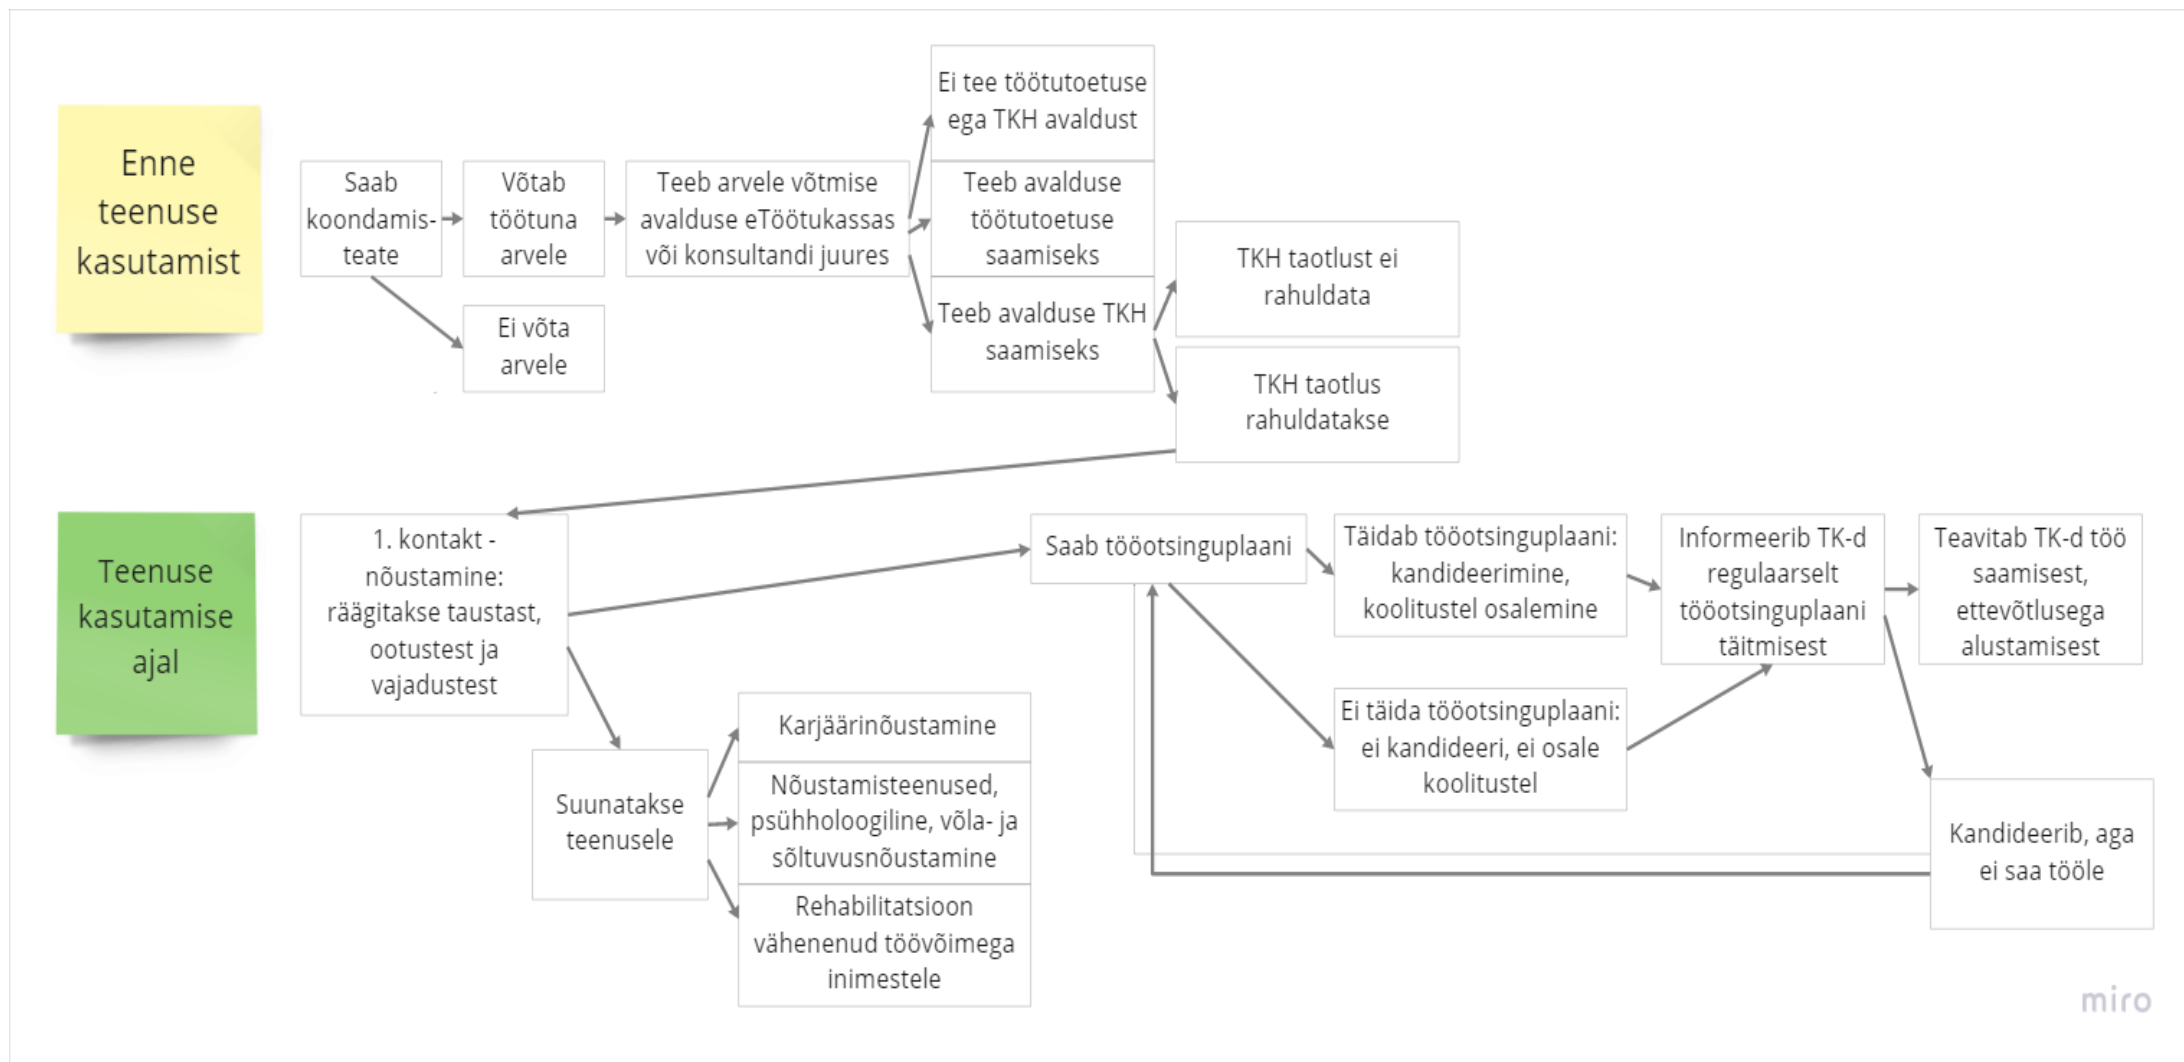 Enne
teenuse
kasutamist
Saab
koondamis-
teate
Võtab
töötuna
arvele
Ei võta
arvele
Teeb arvele võtmise
avalduse eTöötukassas
või konsultandi juures
Ei tee töötutoetuse
ega TKH avaldust
Teeb avalduse
töötutoetuse
saamiseks
Teeb avalduse TKH
saamiseks
TKH taotlust ei
rahuldata
TKH taotlus
rahuldatakse
Teenuse
kasutamise
ajal
1. kontakt -
nõustamine:
räägitakse taustast,
ootustest ja
vajadustest
Suunatakse
teenusele
Karjäärinõustamine
Nõustamisteenused,
psühholoogiline, võla- ja
sõltuvusnõustamine
Rehabilitatsioon
vähenenud töövõimega
inimestele
Saab tööotsinguplaani
Täidab tööotsinguplaani:
kandideerimine,
koolitustel osalemine
Ei täida tööotsinguplaani:
ei kandideeri, ei osale
koolitustel
Informeerib TK-d
regulaarselt
tööotsinguplaani
täitmisest
Teavitab TK-d töö
saamisest,
ettevõtlusega
alustamisest
Kandideerib, aga
ei saa tööle
miro